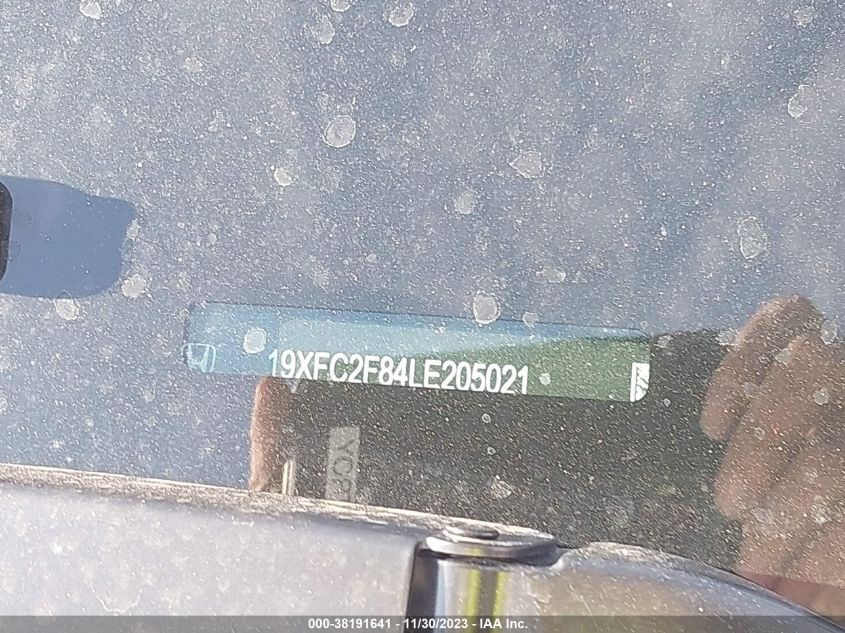 19XFC2F84LE205021
000-38191641 - 11/30/2023 - IAA Inc.